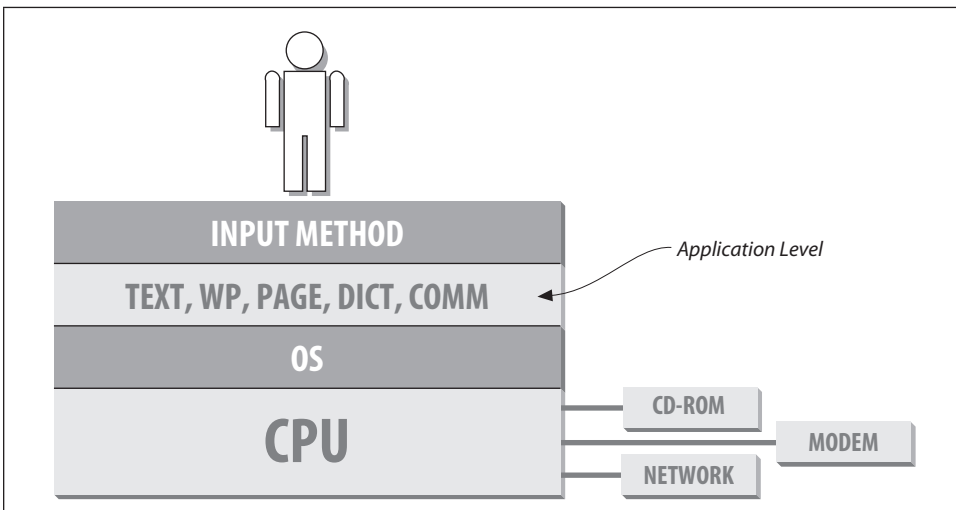 INPUT METHOD
Application Level
TEXT, WP, PAGE, DICT, COMM
OS
CPU
CD-ROM
MODEM
NETWORK